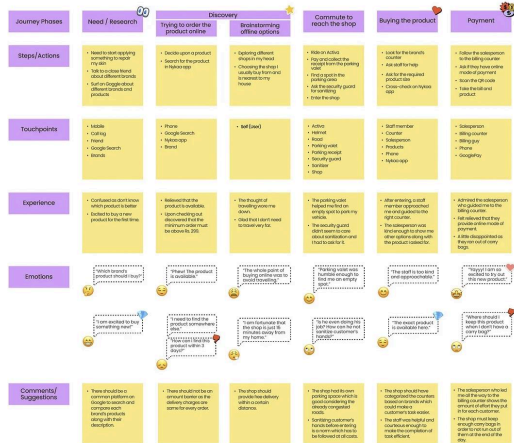 Journey Phases
Need / Research
Discovery
Trying to order the
product online
Brainstorming
offline options
Commute to
reach the shop
Buying the product
Payment
Steps/Actions
Need to start applying
something to repair
my skin
Talk to a close friend
about different brands
Surf on Google about
different brands and
products
Decide upon a product
Search for the product
in Nykaa app
Exploring different
shops in my head
Choosing the shop I
usually buy from and
is nearest to my
house
Ride on Activa
Pay and collect the
receipt from the parking
valet
Find a spot in the
parking area
Ask the security guard
for sanitizing
Enter the shop
Look for the brand's
counter
Ask staff for help
Ask for the required
product size
Cross-check on Nykaa
app
Follow the salesperson
to the billing counter
Ask if they have online
mode of payment
Scan the QR code
Take the bill and
product
Touchpoints
Mobile
Calling
Friend
Google Search
Brands
Phone
Google Search
Nykaa app
Brand
Self (User)
Activa
Helmet
Road
Parking valet
Parking receipt
Security guard
Sanitizer
Shop
Staff member
Counter
Salesperson
Products
Phone
Nykaa app
Salesperson
Billing counter
Billing guy
Phone
GooglePay
Experience
Confused as don't know
which product is better
Excited to buy a new
product for the first time.
Relieved that the
product is available.
Upon checking out
discovered that the
minimum order must
be above Rs. 200.
The thought of
travelling wore me
down.
Glad that I don't need
to travel very far.
The parking valet
helped me find an
empty spot to park my
vehicle.
The security guard
didn't seem to care
about sanitization and
I had to ask for it.
After entering, a staff
member approached
me and guided to the
right counter.
The salesperson was
kind enough to show me
other options along with
the product I asked for.
Admired the salesperson
who guided me to the
billing counter.
Felt relieved that they
provide online mode of
payment.
A little disappointed as
they ran out of carry
bags.
Emotions
"Which brand's
product should I buy?"
"Phew! The product
is available."
"The whole point of
buying online was to
avoid travelling."
"Parking valet was
humble enough to
find me an empty
spot."
"The staff is too kind
and approachable."
"Yayyy! I am so
excited to try out
this new product."
"I am excited to buy
something new!"
"I need to find the
product somewhere
else."
"How can I find this
product within 3
days?"
"I am fortunate that
the shop is just 15
minutes away from
my home."
"Is he even doing his
job? How can he not
sanitize customer's
hands?"
"The exact product
is available here."
"Where should I
keep this product
when I don't have a
carry bag?"
Comments/
Suggestions
There should be a
common platform on
Google to search and
compare each
brand's products
along with their
description.
There should not be an
amount barrier as the
delivery charges are
same for every order.
The shop should
provide free delivery
within a certain
distance.
The shop had its own
parking space which is
good considering the
already congested
roads.
Sanitizing customer's
hands before entering
is a norm which has to
be followed at all costs.
The shop should have
categorized the counters
based on brands which
could make a
customer's task easier.
The staff was helpful and
courteous enough to
make the completion of
task efficient.
The salesperson who led
me all the way to the
billing counter shows the
amount of effort they put
in for each customer.
The shop must keep
enough carry bags in
order to not run out of
them at the end of the